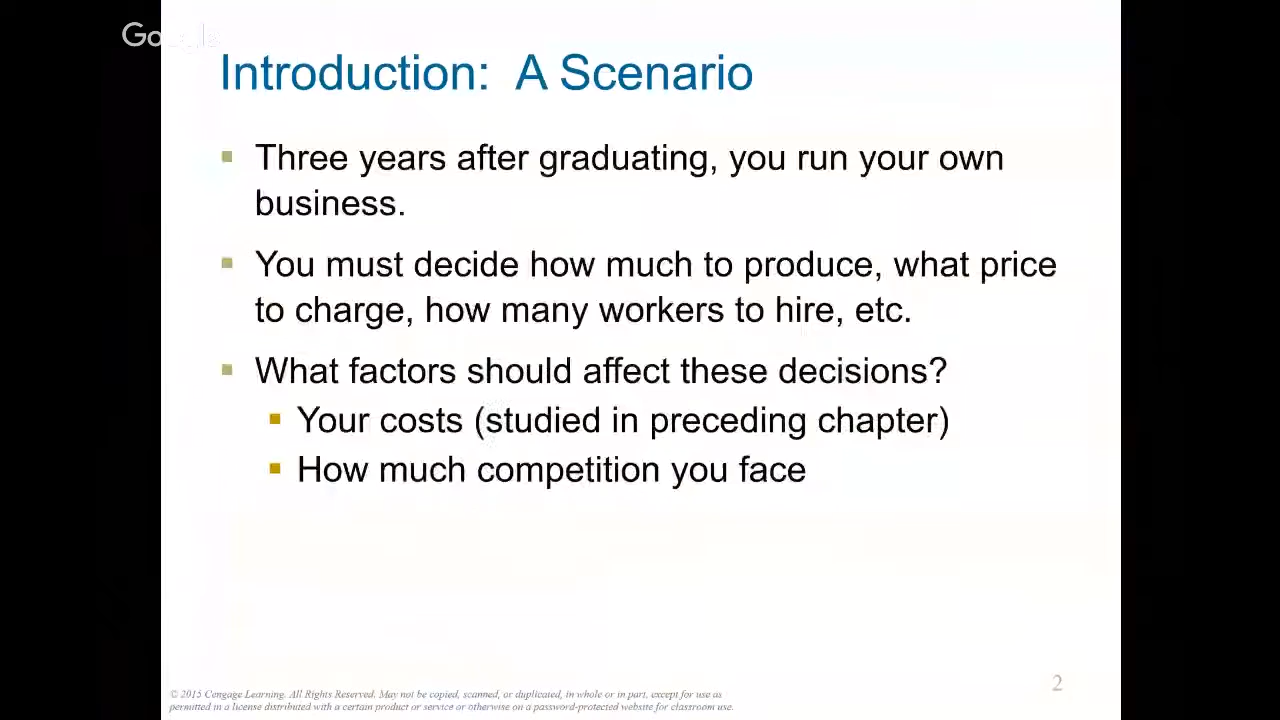 Google
Introduction: A Scenario
Three years after graduating, you run your own
business.
You must decide how much to produce, what price
to charge, how many workers to hire, etc.
What factors should affect these decisions?
Your costs (studied in preceding chapter)
How much competition you face
© 2015 Cengage Learning. All Rights Reserved. May not be copied, scanned, or duplicated, in whole or in part, except for use as
permitted in a license distributed with a certain product or service or otherwise on a password-protected website for classroom use.
2